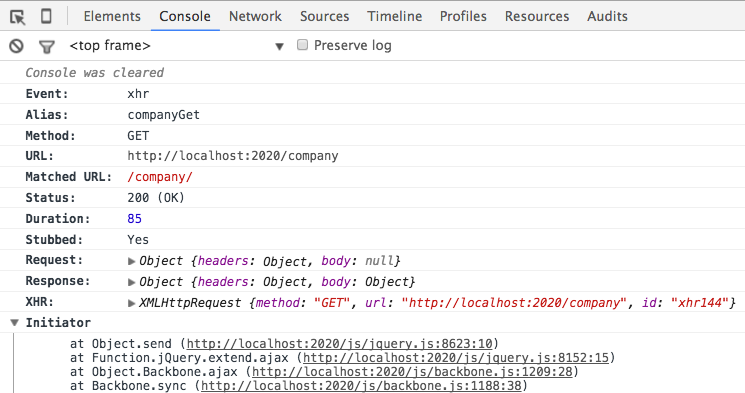 Elements Console Network Sources Timeline Profiles Resources Audits
<top frame> Preserve log
Console was cleared
Event: xhr
Alias: companyGet
Method: GET
URL: http://localhost:2020/company
Matched URL: /company/
Status: 200 (OK)
Duration: 85
Stubbed: Yes
Request: Object {headers: Object, body: null}
Response: Object {headers: Object, body: Object}
XHR: XMLHttpRequest {method: "GET", url: "http://localhost:2020/company", id: "xhr144"}
Initiator
at Object.send (http://localhost:2020/js/jquery.js:8623:10)
at Function.jQuery.extend.ajax (http://localhost:2020/js/jquery.js:8152:15)
at Object.Backbone.ajax (http://localhost:2020/js/backbone.js:1209:28)
at Backbone.sync (http://localhost:2020/js/backbone.js:1188:38)